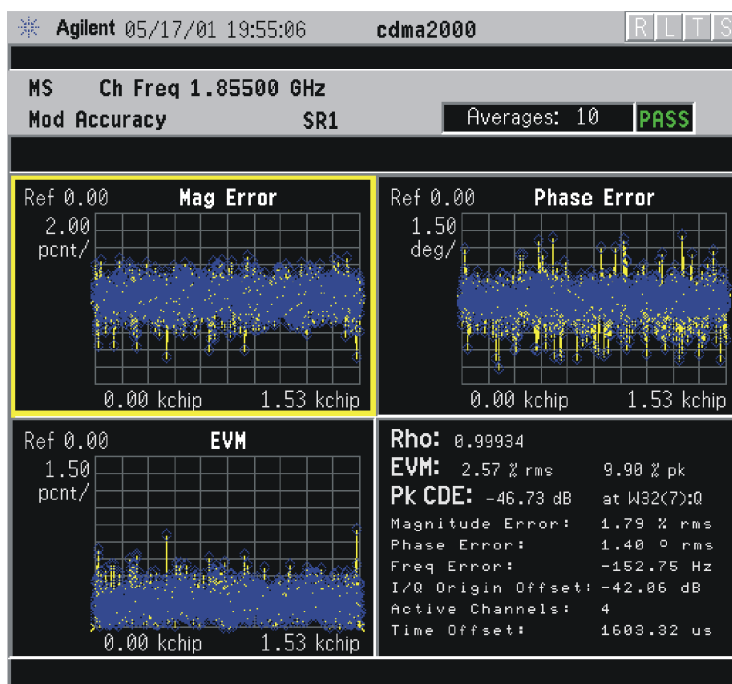 Agilent 05/17/01 19:55:06 cdma2000 R L T S
MS Ch Freq 1.85500 GHz
Mod Accuracy SR1 Averages: 10 PASS
Ref 0.00 Mag Error
2.00
pcnt/
0.00 kchip 1.53 kchip
Ref 0.00 Phase Error
1.50
deg/
0.00 kchip 1.53 kchip
Ref 0.00 EVM
1.50
pcnt/
0.00 kchip 1.53 kchip
Rho: 0.99934
EVM: 2.57 % rms 9.90 % pk
Pk CDE: -46.73 dB at W32(7):Q
Magnitude Error: 1.79 % rms
Phase Error: 1.40 º rms
Freq Error: -152.75 Hz
I/Q Origin Offset: -42.06 dB
Active Channels: 4
Time Offset: 1603.32 us